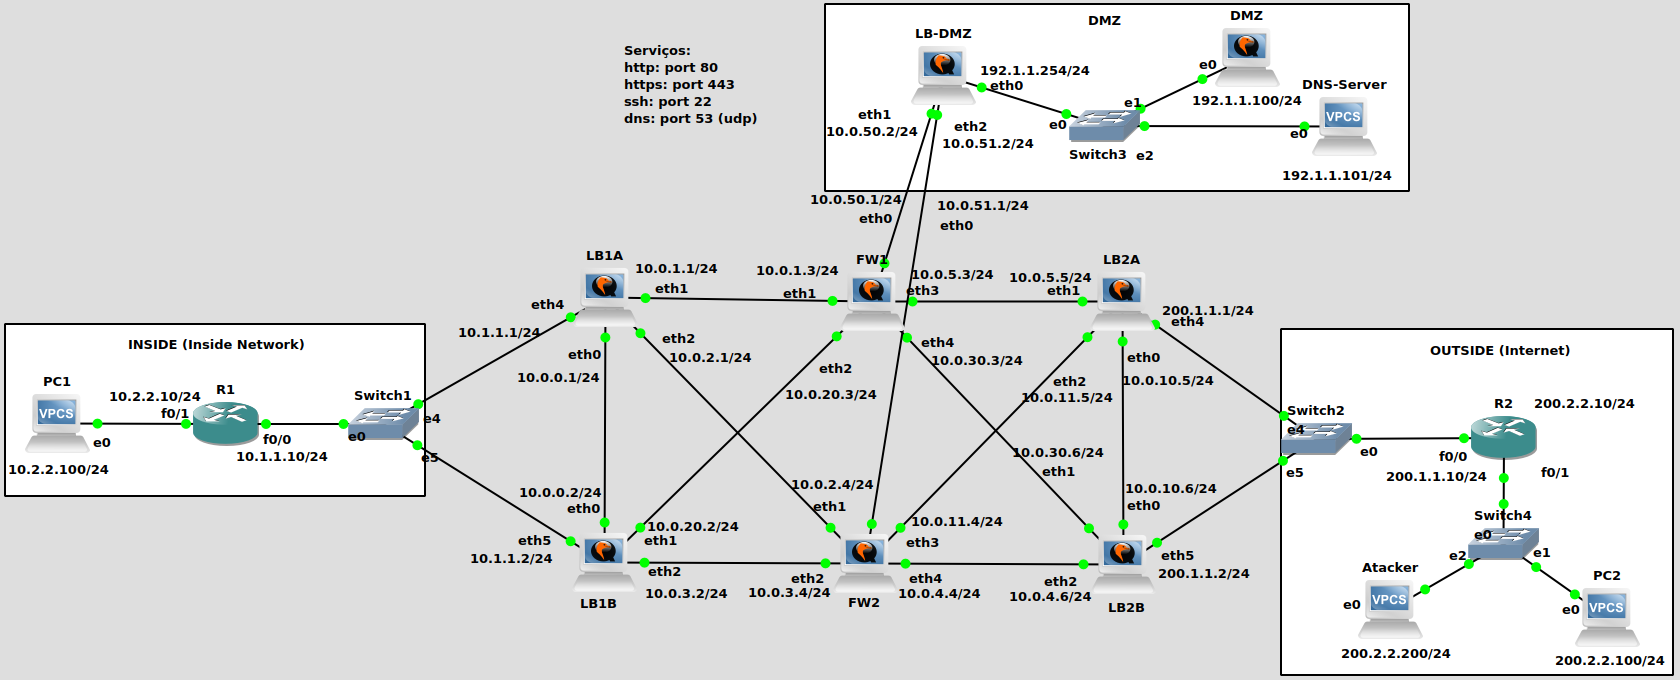 Serviços:
http: port 80
https: port 443
ssh: port 22
dns: port 53 (udp)
DMZ
LB-DMZ
192.1.1.254/24
eth0
eth1
10.0.50.2/24
eth2
10.0.51.2/24
e0
e1
Switch3
e2
DMZ
e0
192.1.1.100/24
DNS-Server
VPCS
e0
192.1.1.101/24
10.0.50.1/24
eth0
10.0.51.1/24
eth0
LB1A
10.0.1.1/24
eth1
eth4
10.1.1.1/24
eth2
10.0.2.1/24
eth0
10.0.0.1/24
FW1
10.0.1.3/24
eth1
10.0.5.3/24
eth3
eth4
10.0.30.3/24
eth2
10.0.20.3/24
LB2A
10.0.5.5/24
eth1
200.1.1.1/24
eth4
eth0
10.0.10.5/24
eth2
10.0.11.5/24
INSIDE (Inside Network)
PC1
VPCS
e0
10.2.2.100/24
10.2.2.10/24
f0/1
R1
f0/0
10.1.1.10/24
Switch1
e0
e4
e5
10.0.0.2/24
eth0
eth5
10.1.1.2/24
10.0.20.2/24
eth1
eth2
10.0.3.2/24
LB1B
10.0.2.4/24
eth1
eth2
10.0.3.4/24
10.0.11.4/24
eth3
eth4
10.0.4.4/24
FW2
10.0.30.6/24
eth1
10.0.10.6/24
eth0
eth2
10.0.4.6/24
eth5
200.1.1.2/24
LB2B
OUTSIDE (Internet)
Switch2
e4
e5
e0
R2
200.2.2.10/24
f0/0
200.1.1.10/24
f0/1
Switch4
e0
e2
e1
Atacker
VPCS
e0
200.2.2.200/24
PC2
VPCS
e0
200.2.2.100/24